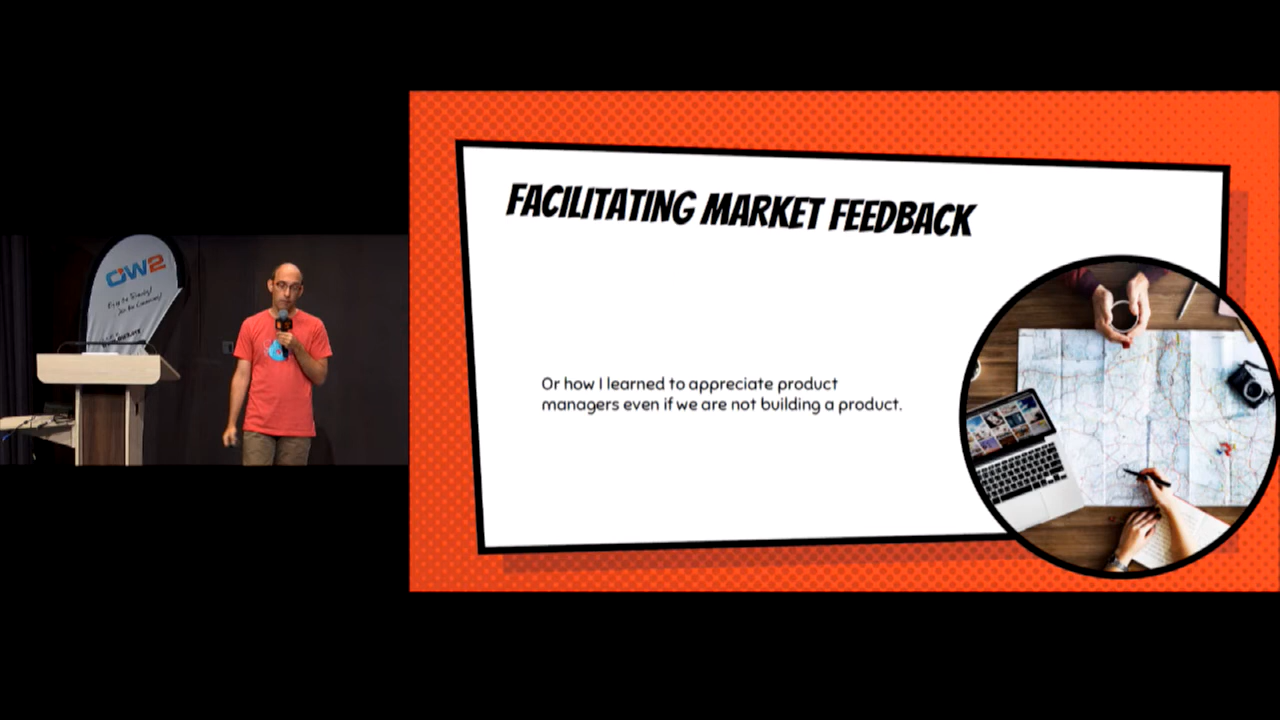 OW2
FACILITATING MARKET FEEDBACK
Or how I learned to appreciate product
managers even if we are not building a product.